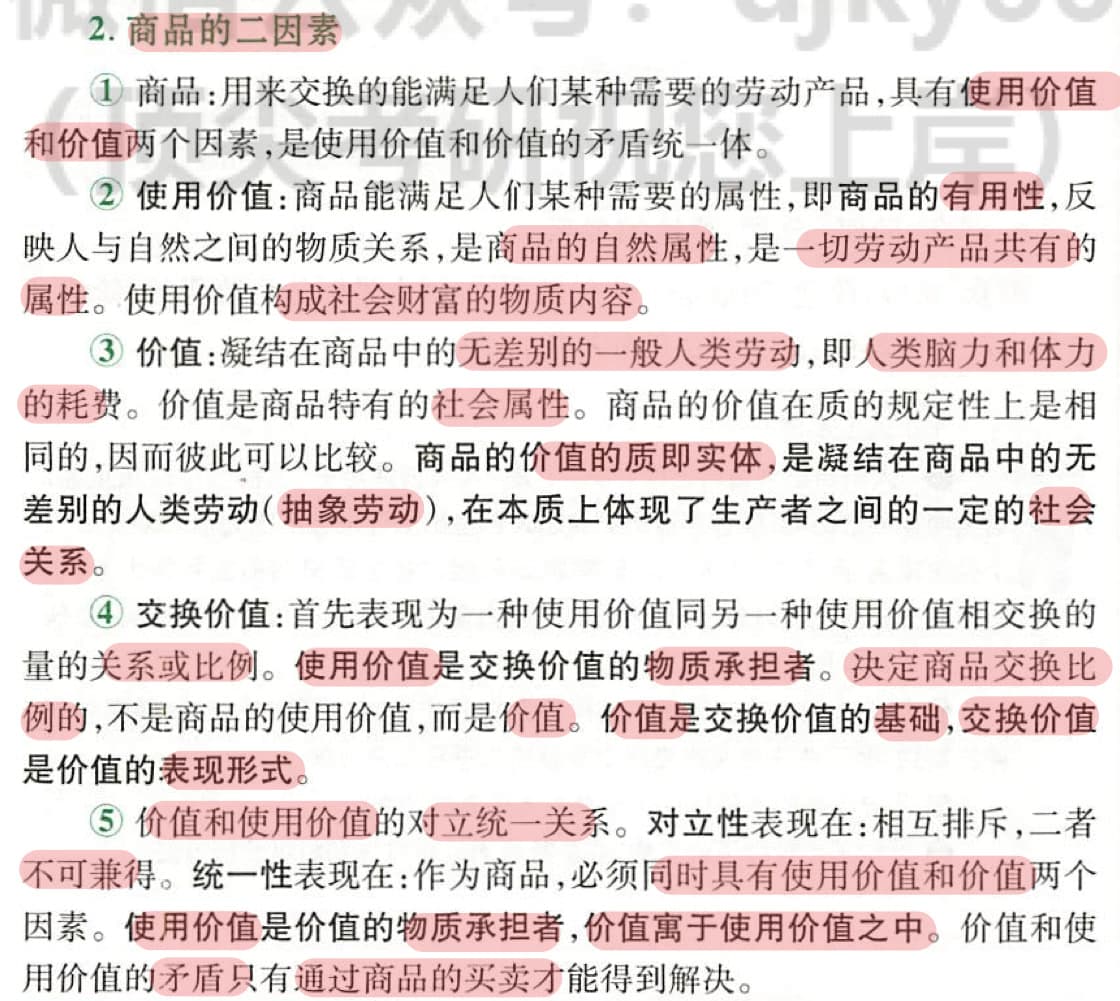 微信公众号：djky66
2. 商品的二因素
① 商品：用来交换的能满足人们某种需要的劳动产品，具有使用价值
和价值两个因素，是使用价值和价值的矛盾统一体。
（顶尖考研祝您上岸）
② 使用价值：商品能满足人们某种需要的属性，即商品的有用性，反
映人与自然之间的物质关系，是商品的自然属性，是一切劳动产品共有的
属性。使用价值构成社会财富的物质内容。
③ 价值：凝结在商品中的无差别的一般人类劳动，即人类脑力和体力
的耗费。价值是商品特有的社会属性。商品的价值在质的规定性上是相
同的，因而彼此可以比较。商品的价值的质即实体，是凝结在商品中的无
差别的人类劳动（抽象劳动），在本质上体现了生产者之间的一定的社会
关系。
④ 交换价值：首先表现为一种使用价值同另一种使用价值相交换的
量的关系或比例。使用价值是交换价值的物质承担者。决定商品交换比
例的，不是商品的使用价值，而是价值。价值是交换价值的基础，交换价值
是价值的表现形式。
⑤ 价值和使用价值的对立统一关系。对立性表现在：相互排斥，二者
不可兼得。统一性表现在：作为商品，必须同时具有使用价值和价值两个
因素。使用价值是价值的物质承担者，价值寓于使用价值之中。价值和使
用价值的矛盾只有通过商品的买卖才能得到解决。